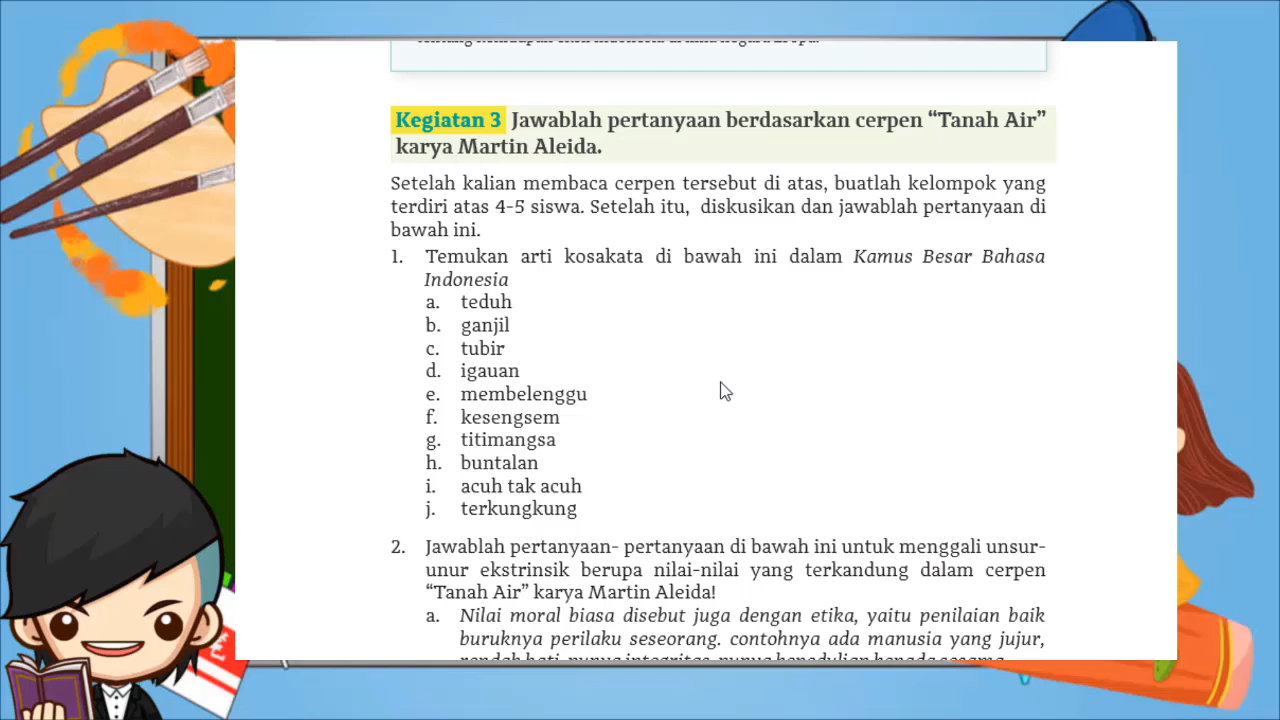 Kegiatan 3 Jawablah pertanyaan berdasarkan cerpen “Tanah Air”
karya Martin Aleida.
Setelah kalian membaca cerpen tersebut di atas, buatlah kelompok yang
terdiri atas 4-5 siswa. Setelah itu, diskusikan dan jawablah pertanyaan di
bawah ini.
1. Temukan arti kosakata di bawah ini dalam Kamus Besar Bahasa
Indonesia
a. teduh
b. ganjil
c. tubir
d. igauan
e. membelenggu
f. kesengsem
g. titimangsa
h. buntalan
i. acuh tak acuh
j. terkungkung
2. Jawablah pertanyaan- pertanyaan di bawah ini untuk menggali unsur-
unur ekstrinsik berupa nilai-nilai yang terkandung dalam cerpen
“Tanah Air” karya Martin Aleida!
a. Nilai moral biasa disebut juga dengan etika, yaitu penilaian baik
buruknya perilaku seseorang. contohnya ada manusia yang jujur,